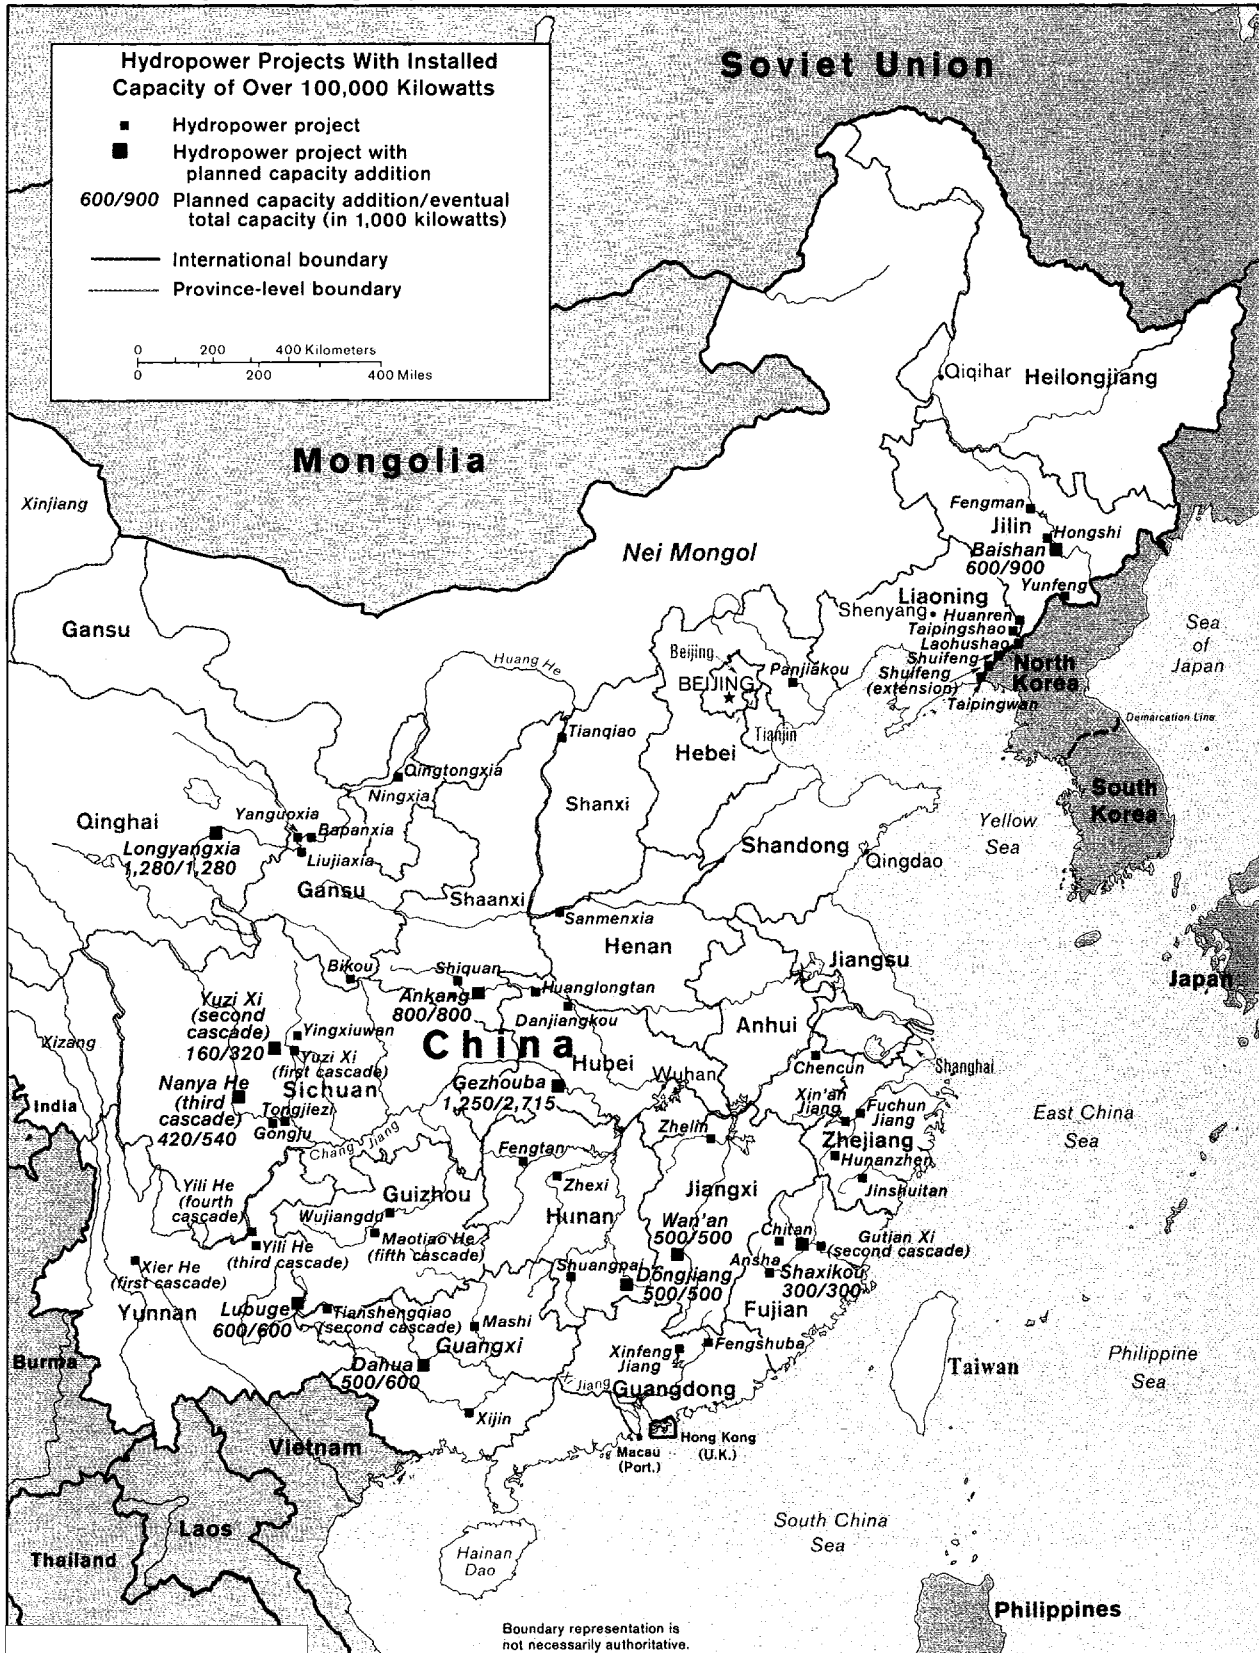 Hydropower Projects With Installed
Capacity of Over 100,000 Kilowatts
Hydropower project
Hydropower project with
planned capacity addition
600/900 Planned capacity addition/eventual
total capacity (in 1,000 kilowatts)
International boundary
Province-level boundary
0 200 400 Kilometers
0 200 400 Miles
Soviet Union
Qiqihar
Heilongjiang
Mongolia
Xinjiang
Fengman
Jilin
Hongshi
Baishan
600/900
Nei Mongol
Yunfeng
Liaoning
Shenyang
Huanren
Taipingshao
Laohushao
Shuifeng
Shuifeng
(extension)
Taipingwan
North
Korea
Sea
of
Japan
Gansu
Huang He
Beijing
BEIJING
Panjiakou
Tianjin
Demarcation Line
Tianqiao
Hebei
Qingtongxia
Ningxia
Shanxi
South
Korea
Qinghai
Yanguoxia
Bapanxia
Longyangxia
1,280/1,280
Liujiaxia
Yellow
Sea
Shandong
Qingdao
Gansu
Shaanxi
Sanmenxia
Henan
Jiangsu
Japan
Bikou
Shiquan
Ankang
800/800
Huanglongtan
Danjiangkou
Yuzi Xi
(second
cascade)
160/320
Yingxiuwan
Yuzi Xi
(first cascade)
Xizang
China
Anhui
Hubei
Chencun
Shanghai
Sichuan
Nanya He
(third
cascade)
420/540
Tongjiezi
Gongju
Gezhouba
1,250/2,715
Wuhan
Xin'an
Jiang
Fuchun
Jiang
India
East China
Sea
Chang Jiang
Zhelin
Zhejiang
Hunanzhen
Fengtan
Jinshuitan
Yili He
(fourth
cascade)
Guizhou
Zhexi
Jiangxi
Wujiangdu
Hunan
Wan'an
500/500
Chitan
Gutian Xi
(second cascade)
Yili He
(third cascade)
Maotiao He
(fifth cascade)
Xier He
(first cascade)
Shuangpai
Dongjiang
500/500
Ansha
Shaxikou
300/300
Yunnan
Lubuge
600/600
Tianshengqiao
(second cascade)
Mashi
Fujian
Guangxi
Xinfeng
Jiang
Fengshuba
Burma
Dahua
500/600
Xi Jiang
Guangdong
Taiwan
Philippine
Sea
Xijin
Vietnam
Macau
(Port.)
Hong Kong
(U.K.)
Laos
South China
Sea
Thailand
Hainan
Dao
Philippines
Boundary representation is
not necessarily authoritative.